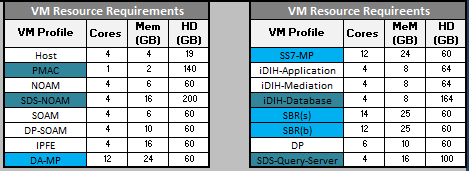 VM Resource Requirements
VM Profile Cores Mem (GB) HD (GB)
Host 4 4 19
PMAC 1 2 140
NOAM 4 6 60
SDS-NOAM 4 16 200
SOAM 4 6 60
DP-SOAM 4 10 60
IPFE 4 6 60
DA-MP 12 24 60
VM Resource Requireents
VM Profile Cores MeM (GB) HD (GB)
SS7-MP 12 24 60
iDIH-Application 4 8 64
iDIH-Mediation 4 8 64
iDIH-Database 4 8 164
SBR(s) 14 25 60
SBR(b) 12 25 60
DP 6 10 60
SDS-Query-Server 4 16 100